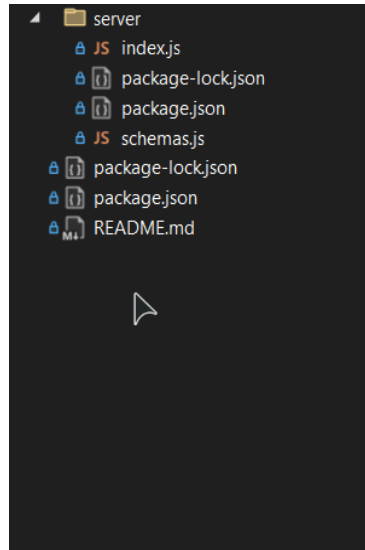 server
JS index.js
package-lock.json
package.json
JS schemas.js
package-lock.json
package.json
M↓ README.md